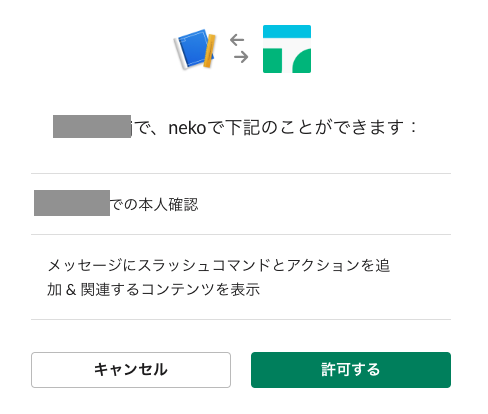 で、nekoで下記のことができます：
での本人確認
メッセージにスラッシュコマンドとアクションを追
加 & 関連するコンテンツを表示
キャンセル
許可する